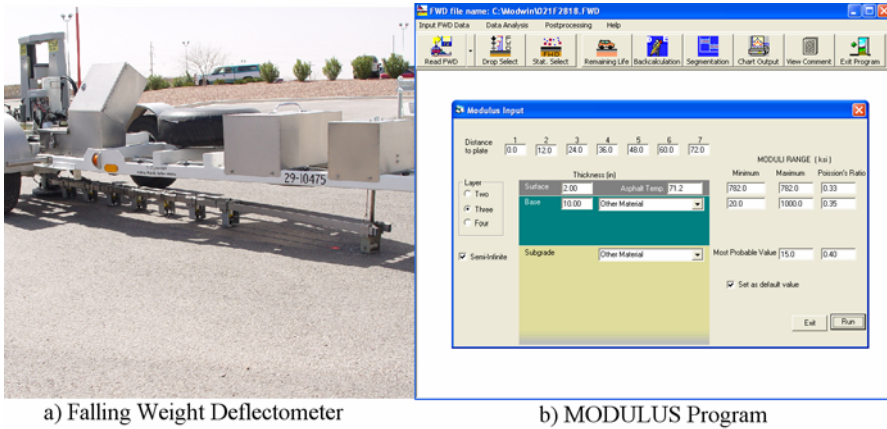 29-10475
FWD file name: C:\Modwin\021F2818.FWD
Input FWD Data Data Analysis Postprocessing Help
Read FWD Drop Select Stat. Select Remaining Life Backcalculation Segmentation Chart Output View Comment Exit Program
FWD
Modulus Input
Distance to plate
1 2 3 4 5 6 7
0.0 12.0 24.0 36.0 48.0 60.0 72.0
MODULI RANGE ( ksi )
Thickness (in) Minimum Maximum Poission's Ratio
Layer
Two
Three
Four
Semi-Infinite
Surface 2.00 Asphalt Temp. 71.2 782.0 782.0 0.33
Base 10.00 Other Material 20.0 1000.0 0.35
Subgrade Other Material Most Probable Value 15.0 0.40
Set as default value
Exit Run
a) Falling Weight Deflectometer
b) MODULUS Program